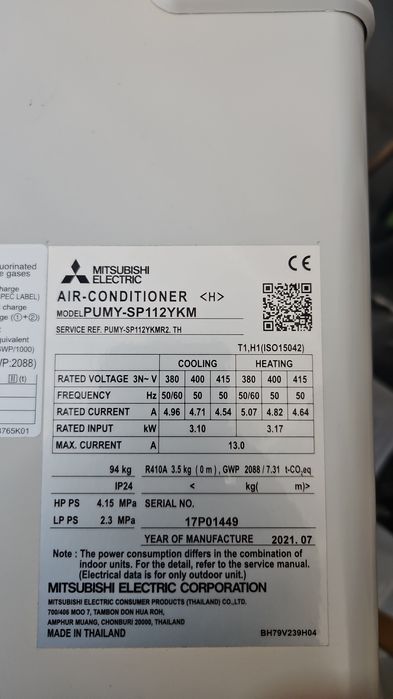 uorinated
e gases
harge
SPEC LABEL)
charge
ge (①+②)
quivalent
GWP/1000)
VP:2088)
(t)
8765K01
MITSUBISHI
ELECTRIC
CE
AIR-CONDITIONER <H>
MODEL PUMY-SP112YKM
SERVICE REF. PUMY-SP112YKMR2. TH
T1,H1(ISO15042)
COOLING HEATING
RATED VOLTAGE 3N~ V 380 400 415 380 400 415
FREQUENCY Hz 50/60 50 50 50/60 50 50
RATED CURRENT A 4.96 4.71 4.54 5.07 4.82 4.64
RATED INPUT kW 3.10 3.17
MAX. CURRENT A 13.0
94 kg R410A 3.5 kg ( 0 m) , GWP 2088 / 7.31 t-CO₂eq
IP24 < kg( m)>
HP PS 4.15 MPa SERIAL NO.
LP PS 2.3 MPa 17P01449
YEAR OF MANUFACTURE 2021. 07
Note : The power consumption differs in the combination of
indoor units. For the detail, refer to the service manual.
(Electrical data is for only outdoor unit.)
MITSUBISHI ELECTRIC CORPORATION
MITSUBISHI ELECTRIC CONSUMER PRODUCTS (THAILAND) CO.,LTD.
700/406 MOO 7, TAMBON DON HUA ROH,
AMPHUR MUANG, CHONBURI 20000, THAILAND
MADE IN THAILAND BH79V239H04